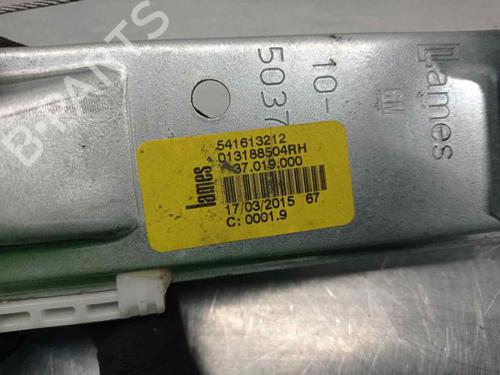 Lames
10-
5037
541613212
013188504RH
37.019.000
Lames
17/03/2015 67
C: 0001.9
B-PARTS